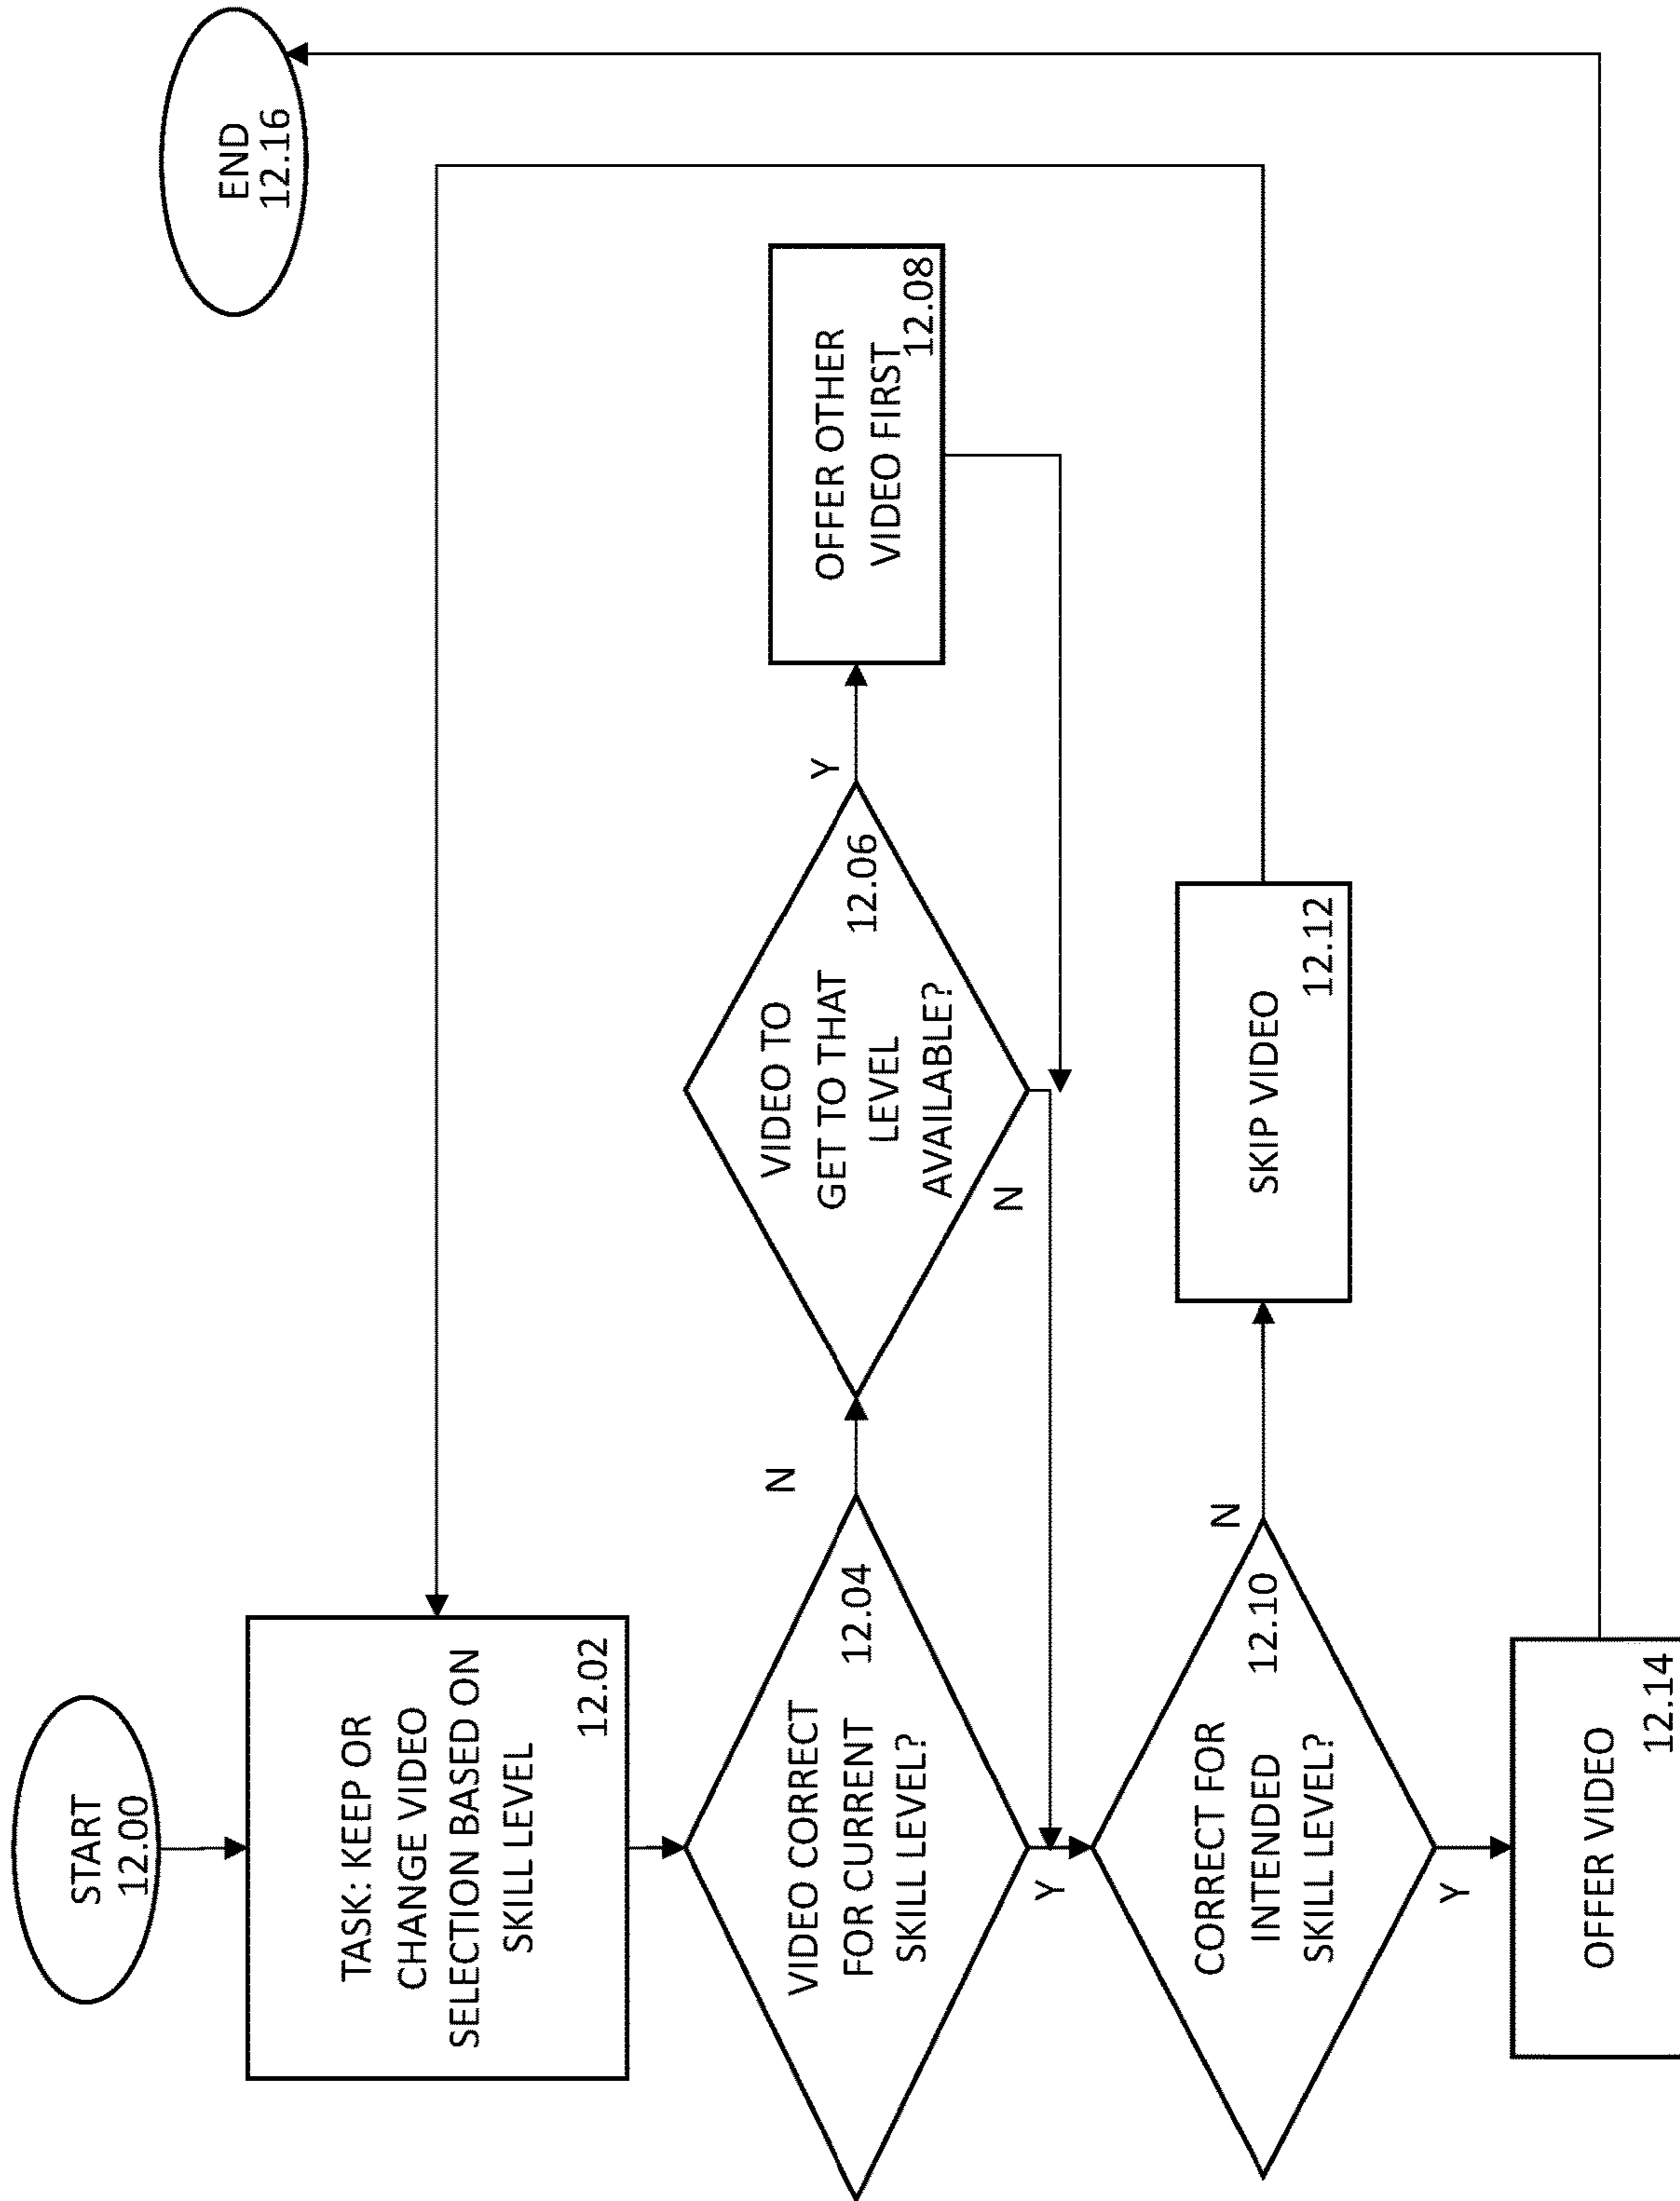 START
12.00
TASK: KEEP OR
CHANGE VIDEO
SELECTION BASED ON
SKILL LEVEL
12.02
VIDEO CORRECT
FOR CURRENT
SKILL LEVEL?
12.04
N
Y
VIDEO TO
GET TO THAT
LEVEL
AVAILABLE?
12.06
Y
N
OFFER OTHER
VIDEO FIRST
12.08
CORRECT FOR
INTENDED
SKILL LEVEL?
12.10
N
Y
SKIP VIDEO
12.12
OFFER VIDEO
12.14
END
12.16